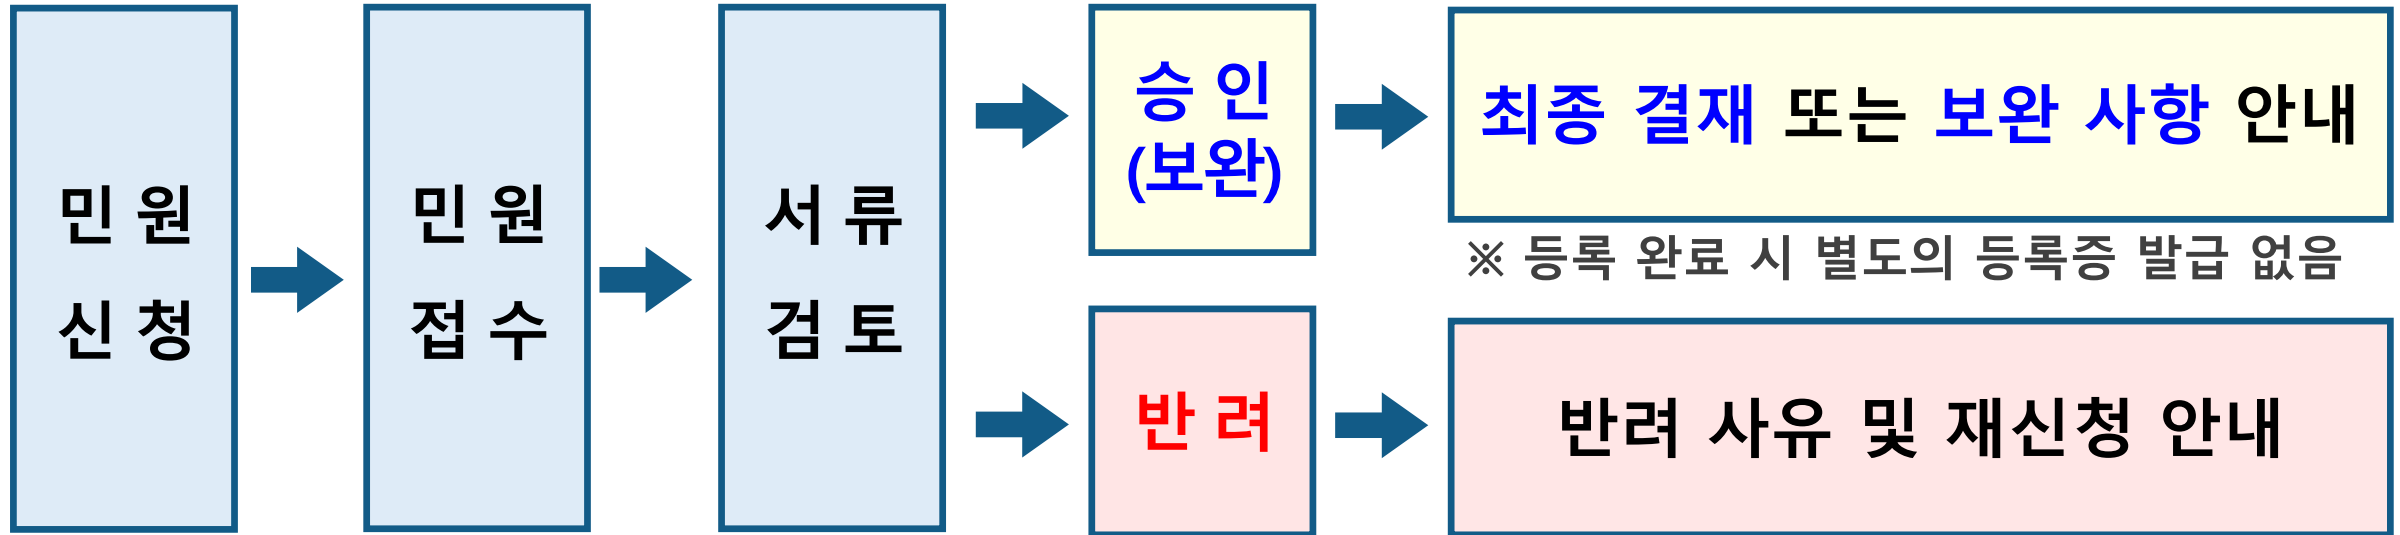 민 원
신 청
민 원
접 수
서 류
검 토
승 인
(보완)
최종 결재 또는 보완 사항 안내
※ 등록 완료 시 별도의 등록증 발급 없음
반 려
반려 사유 및 재신청 안내